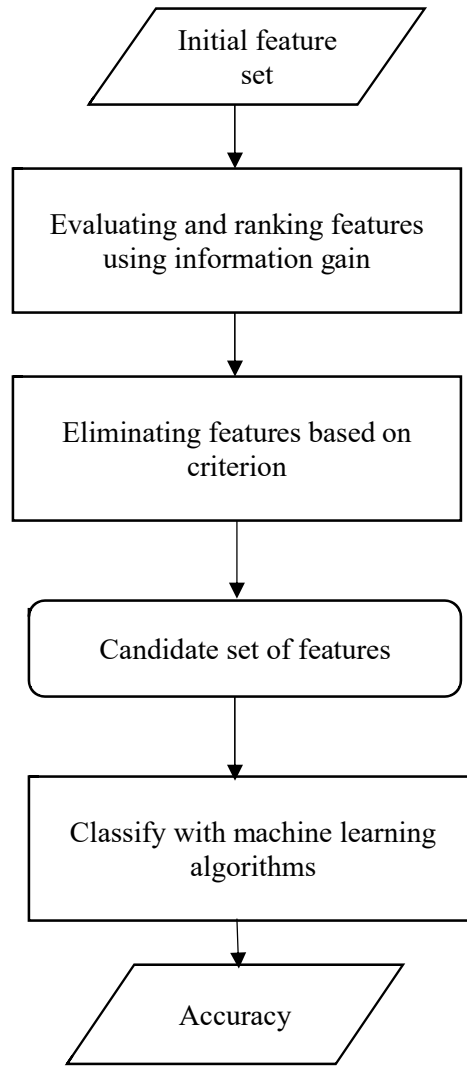 Initial feature
set
Evaluating and ranking features
using information gain
Eliminating features based on
criterion
Candidate set of features
Classify with machine learning
algorithms
Accuracy